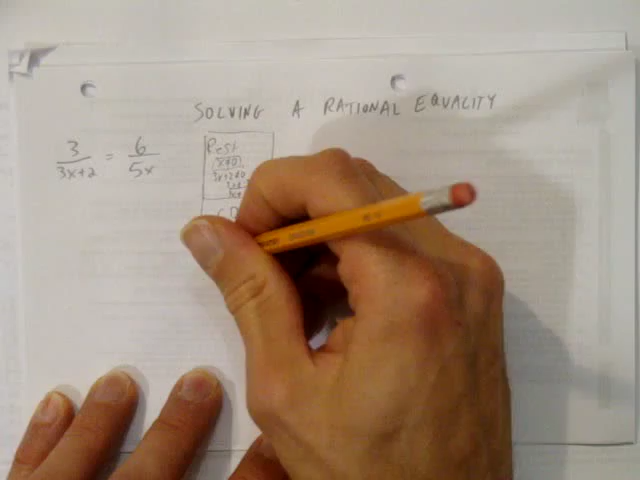 SOLVING A RATIONAL EQUALITY
3/(3x+2) = 6/(5x)
Rest
x≠0
3x+2≠0